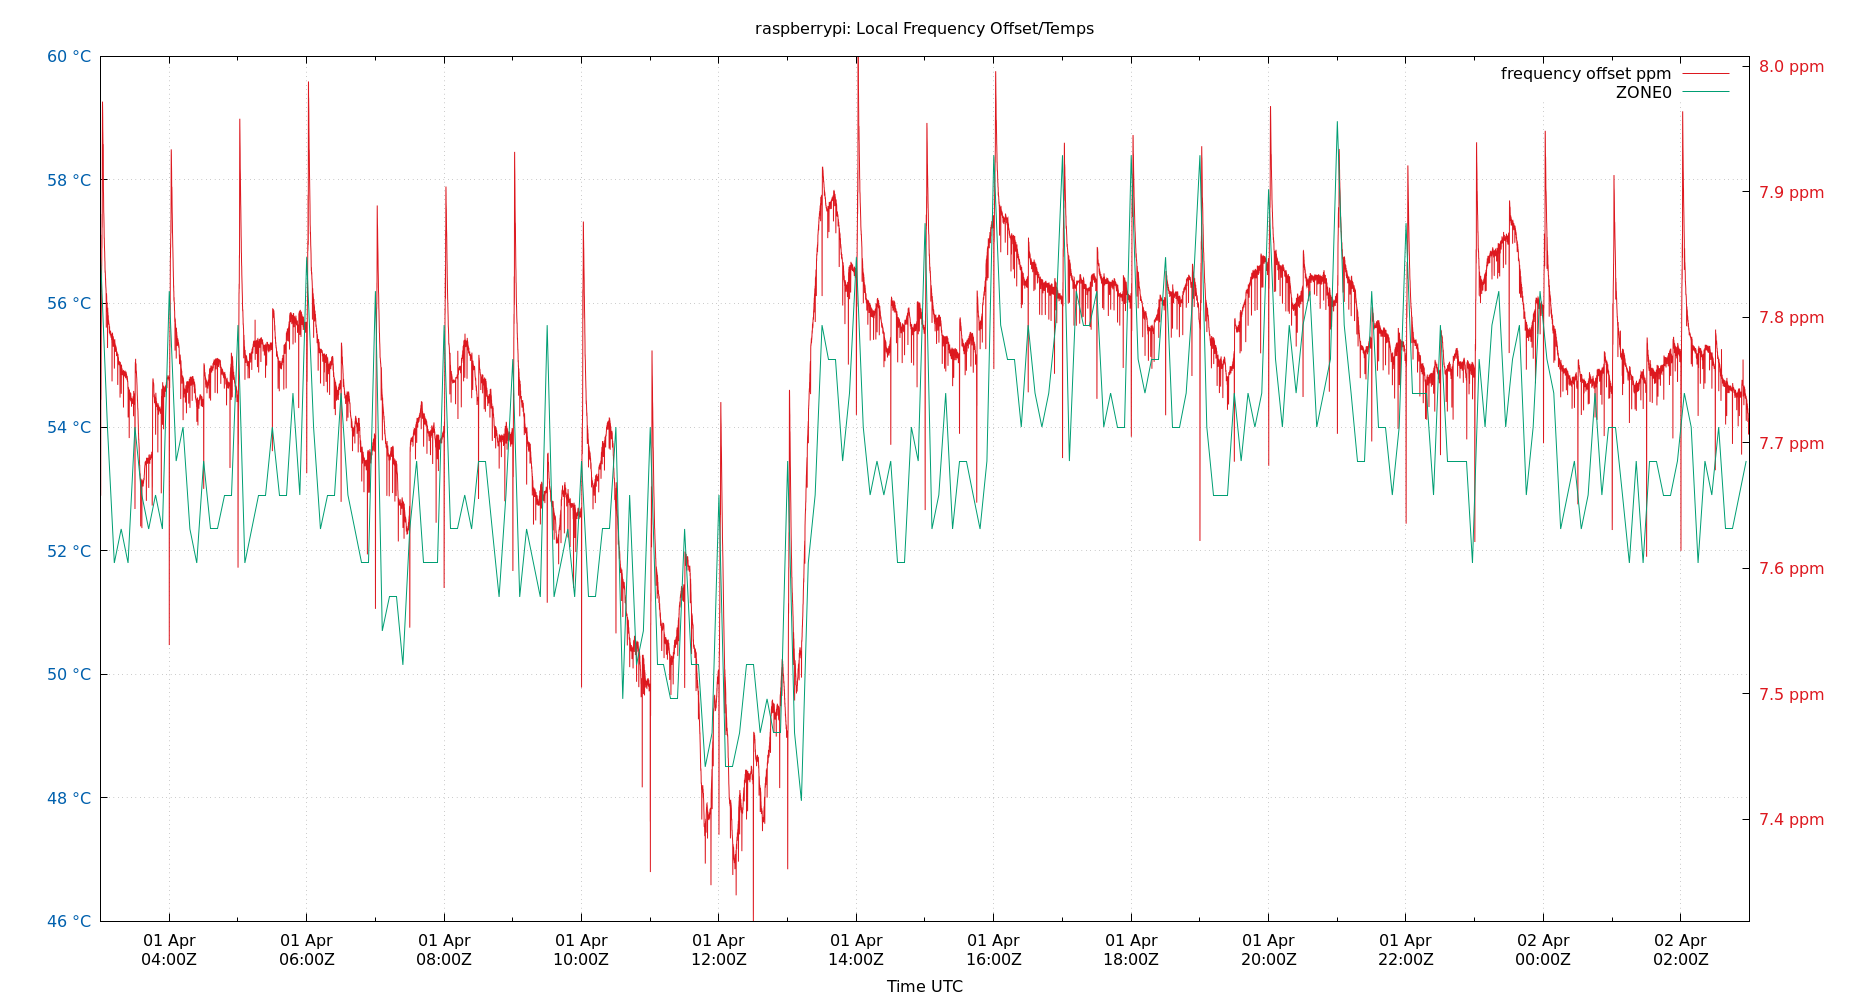 raspberrypi: Local Frequency Offset/Temps
60 °C
58 °C
56 °C
54 °C
52 °C
50 °C
48 °C
46 °C
8.0 ppm
7.9 ppm
7.8 ppm
7.7 ppm
7.6 ppm
7.5 ppm
7.4 ppm
frequency offset ppm
ZONE0
01 Apr 01 Apr 01 Apr 01 Apr 01 Apr 01 Apr 01 Apr 01 Apr 01 Apr 01 Apr 02 Apr 02 Apr
04:00Z 06:00Z 08:00Z 10:00Z 12:00Z 14:00Z 16:00Z 18:00Z 20:00Z 22:00Z 00:00Z 02:00Z
Time UTC